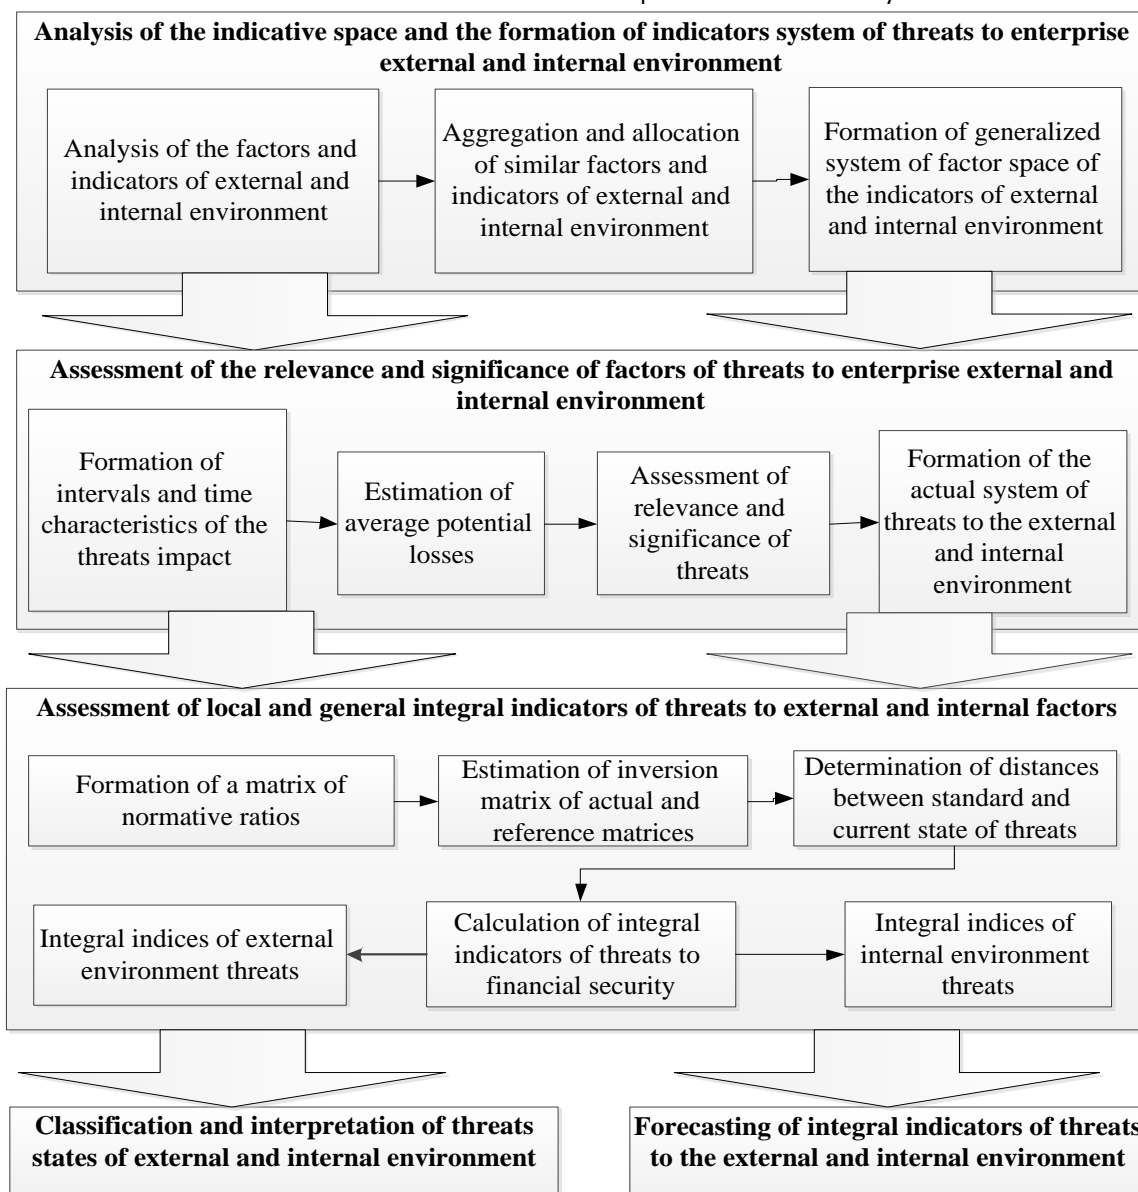 Analysis of the indicative space and the formation of indicators system of threats to enterprise
external and internal environment
Analysis of the factors and
indicators of external and
internal environment
Aggregation and allocation
of similar factors and
indicators of external and
internal environment
Formation of generalized
system of factor space of
the indicators of external
and internal environment
Assessment of the relevance and significance of factors of threats to enterprise external and
internal environment
Formation of
intervals and time
characteristics of the
threats impact
Estimation of
average potential
losses
Assessment of
relevance and
significance of
threats
Formation of the
actual system of
threats to the external
and internal
environment
Assessment of local and general integral indicators of threats to external and internal factors
Formation of a matrix of
normative ratios
Estimation of inversion
matrix of actual and
reference matrices
Determination of distances
between standard and
current state of threats
Integral indices of external
environment threats
Calculation of integral
indicators of threats to
financial security
Integral indices of
internal environment
threats
Classification and interpretation of threats
states of external and internal environment
Forecasting of integral indicators of threats
to the external and internal environment